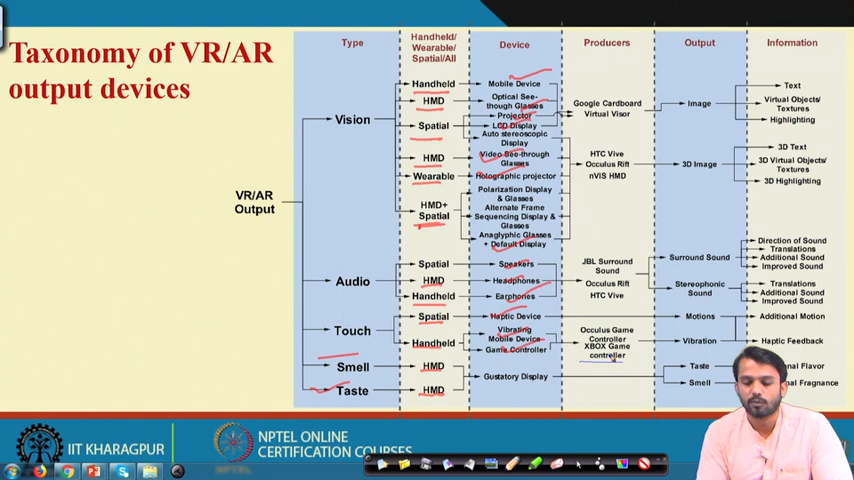 Taxonomy of VR/AR
output devices
Type
Handheld/
Wearable/
Spatial/All
Device
Producers
Output
Information
VR/AR
Output
Vision
Handheld
Mobile Device
HMD
Optical See-
though Glasses
Spatial
Projector
LCD Display
Auto stereoscopic
Display
Google Cardboard
Virtual Visor
Image
Text
Virtual Objects/
Textures
Highlighting
HMD
Video See-through
Glasses
Wearable
Holographic projector
HMD+
Spatial
Polarization Display
& Glasses
Alternate Frame
Sequencing Display &
Glasses
Anaglyphic Glasses
+ Default Display
HTC Vive
Occulus Rift
nVIS HMD
3D Image
3D Text
3D Virtual Objects/
Textures
3D Highlighting
Audio
Spatial
Speakers
HMD
Headphones
Handheld
Earphones
JBL Surround
Sound
Occulus Rift
HTC Vive
Surround Sound
Direction of Sound
Translations
Additional Sound
Improved Sound
Stereophonic
Sound
Translations
Additional Sound
Improved Sound
Touch
Spatial
Haptic Device
Handheld
Vibrating
Mobile Device
Game Controller
Occulus Game
Controller
XBOX Game
controller
Motions
Additional Motion
Vibration
Haptic Feedback
Smell
HMD
Taste
HMD
Gustatory Display
Taste
Flavor
Smell
Fragrance
IIT KHARAGPUR
NPTEL ONLINE
CERTIFICATION COURSES